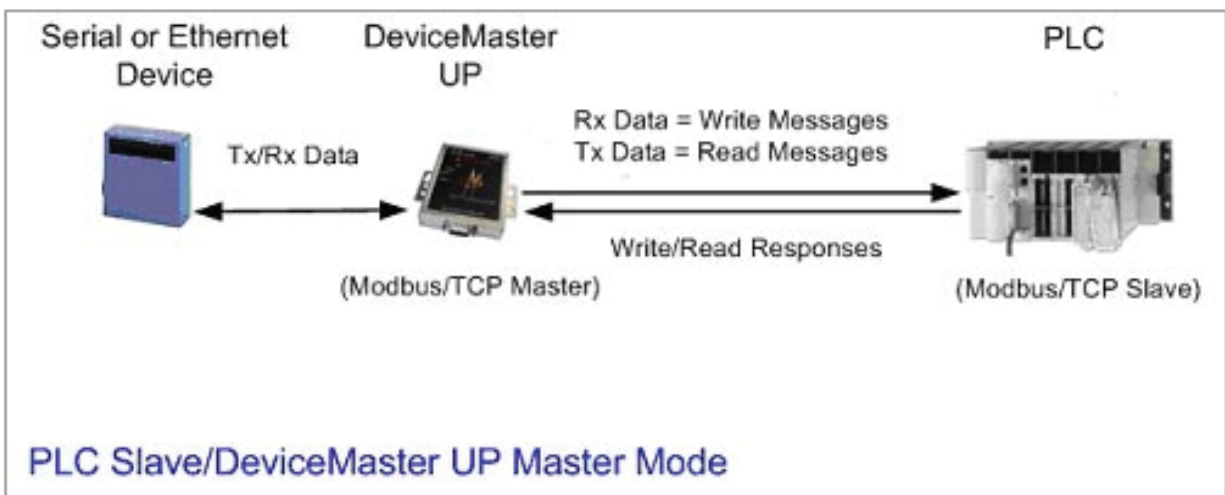 Serial or Ethernet
Device
DeviceMaster
UP
PLC
Tx/Rx Data
Rx Data = Write Messages
Tx Data = Read Messages
Write/Read Responses
(Modbus/TCP Master)
(Modbus/TCP Slave)
PLC Slave/DeviceMaster UP Master Mode